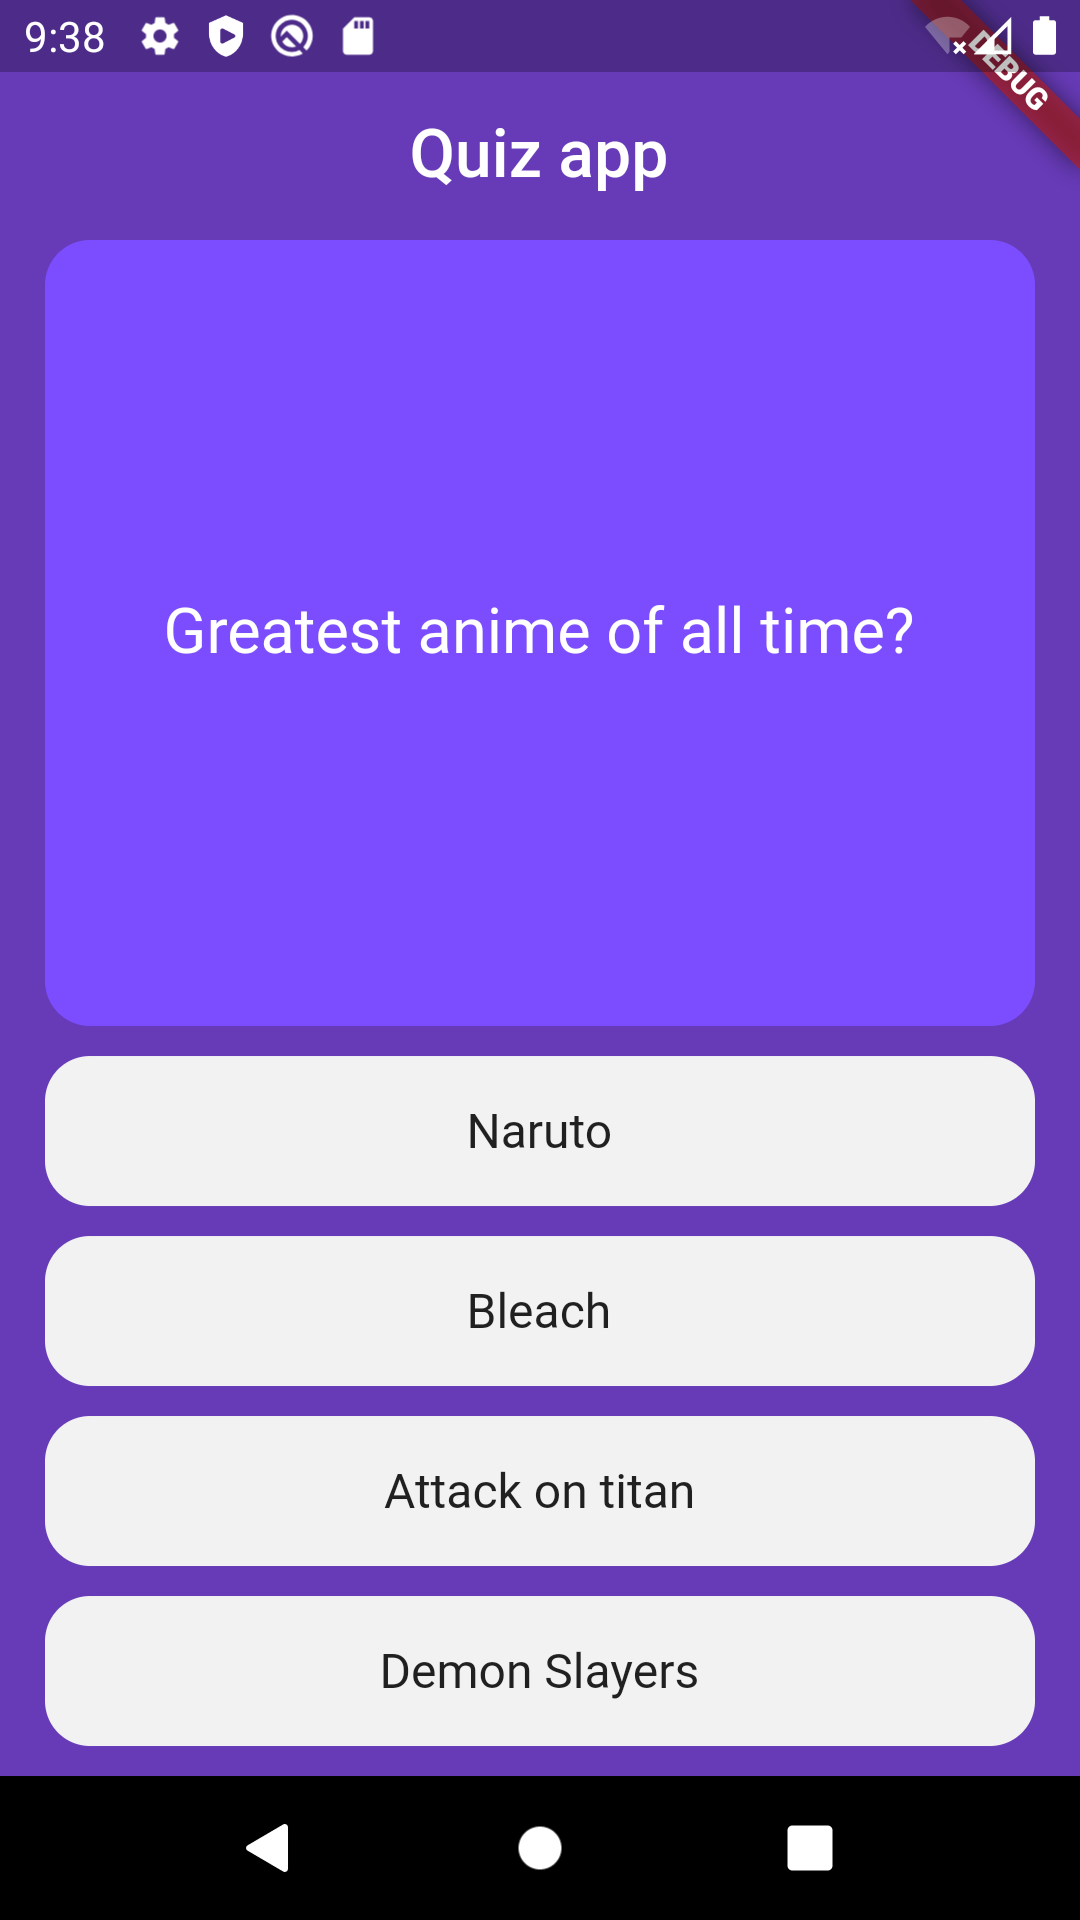 9:38
DEBUG
Quiz app
Greatest anime of all time?
Naruto
Bleach
Attack on titan
Demon Slayers